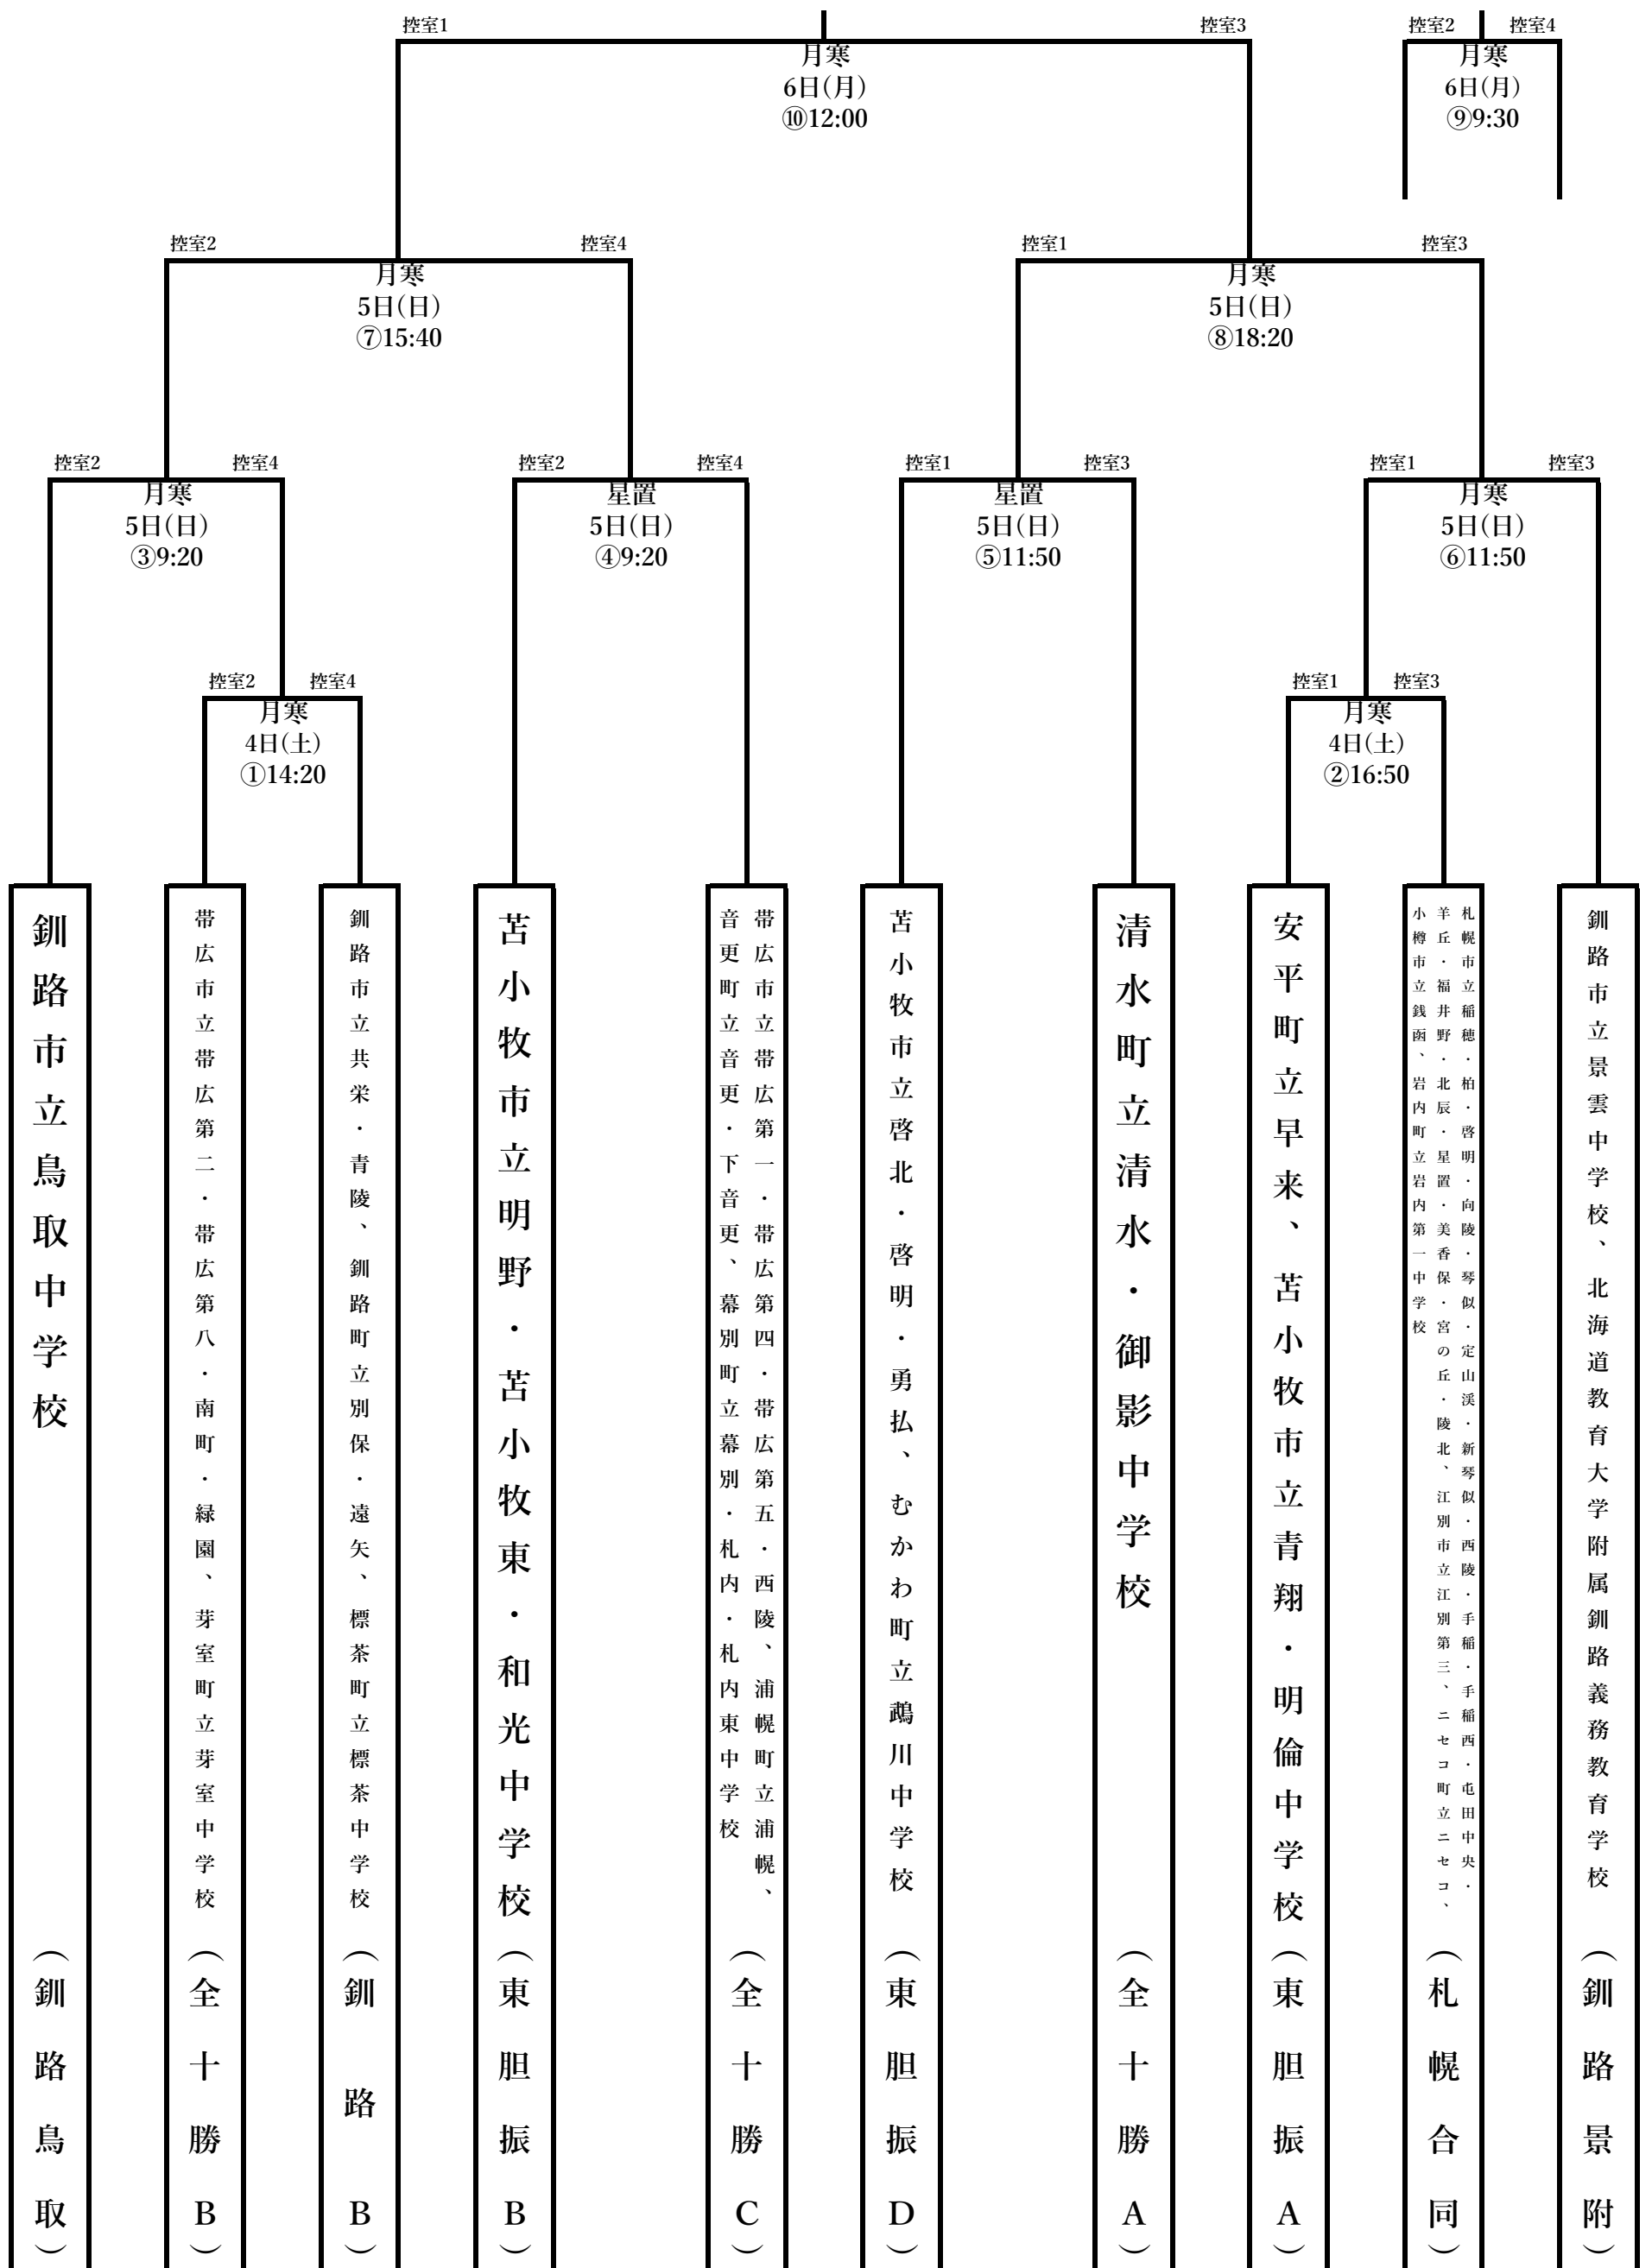 控室1
控室3
月寒
6日(月)
⑩12:00
控室2
控室4
月寒
6日(月)
⑨9:30
控室2
控室4
月寒
5日(日)
⑦15:40
控室1
控室3
月寒
5日(日)
⑧18:20
控室2
控室4
月寒
5日(日)
③9:20
控室2
控室4
星置
5日(日)
④9:20
控室1
控室3
星置
5日(日)
⑤11:50
控室1
控室3
月寒
5日(日)
⑥11:50
控室2
控室4
月寒
4日(土)
①14:20
控室1
控室3
月寒
4日(土)
②16:50
釧路市立鳥取中学校
(釧路鳥取)
帯広市立帯広第二・帯広第八・南町・緑園、芽室町立芽室中学校
(全十勝B)
釧路市立共栄・青陵、釧路町立別保・遠矢、標茶町立標茶中学校
(釧路B)
苫小牧市立明野・苫小牧東・和光中学校
(東胆振B)
帯広市立帯広第一・帯広第四・帯広第五・西陵、浦幌町立浦幌、
音更町立音更・下音更、幕別町立幕別・札内・札内東中学校
(全十勝C)
苫小牧市立啓北・啓明・勇払、むかわ町立鵡川中学校
(東胆振D)
清水町立清水・御影中学校
(全十勝A)
安平町立早来、苫小牧市立青翔・明倫中学校
(東胆振A)
札幌市立稲穂・柏・啓明・向陵・琴似・定山渓・新琴似・西陵・手稲・手稲西・屯田中央・
羊丘・福井野・北辰・星置・美香保・宮の丘・陵北、江別市立江別第三、ニセコ町立ニセコ、
小樽市立銭函、岩内町立岩内第一中学校
(札幌合同)
釧路市立景雲中学校、北海道教育大学附属釧路義務教育学校
(釧路景附)